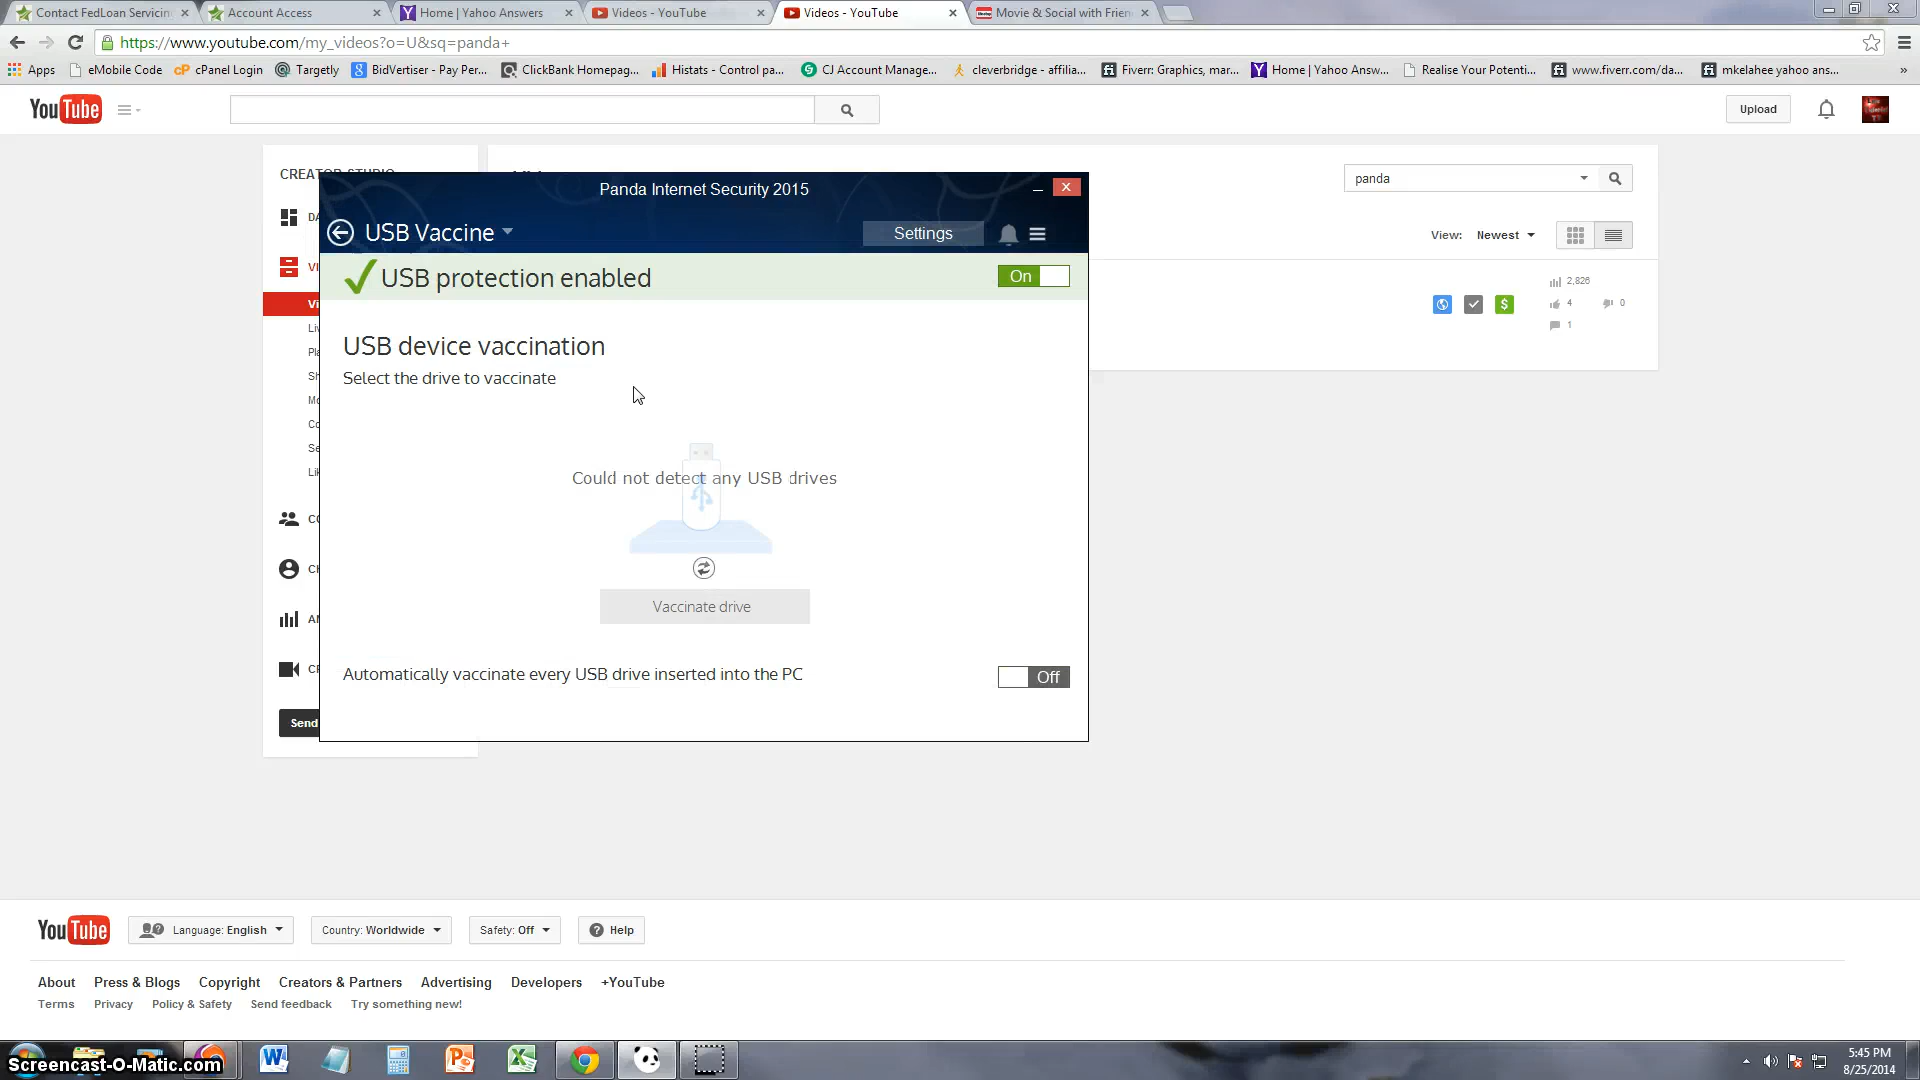 Contact FedLoan Servicin
Account Access
Home | Yahoo Answers
Videos - YouTube
Videos - YouTube
Movie & Social with Frien
https://www.youtube.com/my_videos?o=U&sq=panda+
Apps
eMobile Code
cPanel Login
Targetly
BidVertiser - Pay Per...
ClickBank Homepag...
Histats - Control pa...
CJ Account Manage...
cleverbridge - affilia...
Fiverr: Graphics, mar...
Home | Yahoo Answ...
Realise Your Potenti...
www.fiverr.com/da...
mkelahee yahoo ans...
YouTube
Upload
CREATOR STUDIO
panda
View:
Newest
2,826
4
0
1
Panda Internet Security 2015
USB Vaccine
Settings
USB protection enabled
On
USB device vaccination
Select the drive to vaccinate
Could not detect any USB drives
Vaccinate drive
Automatically vaccinate every USB drive inserted into the PC
Off
Send
YouTube
Language: English
Country: Worldwide
Safety: Off
Help
About
Press & Blogs
Copyright
Creators & Partners
Advertising
Developers
+YouTube
Terms
Privacy
Policy & Safety
Send feedback
Try something new!
Screencast-O-Matic.com
5:45 PM
8/25/2014